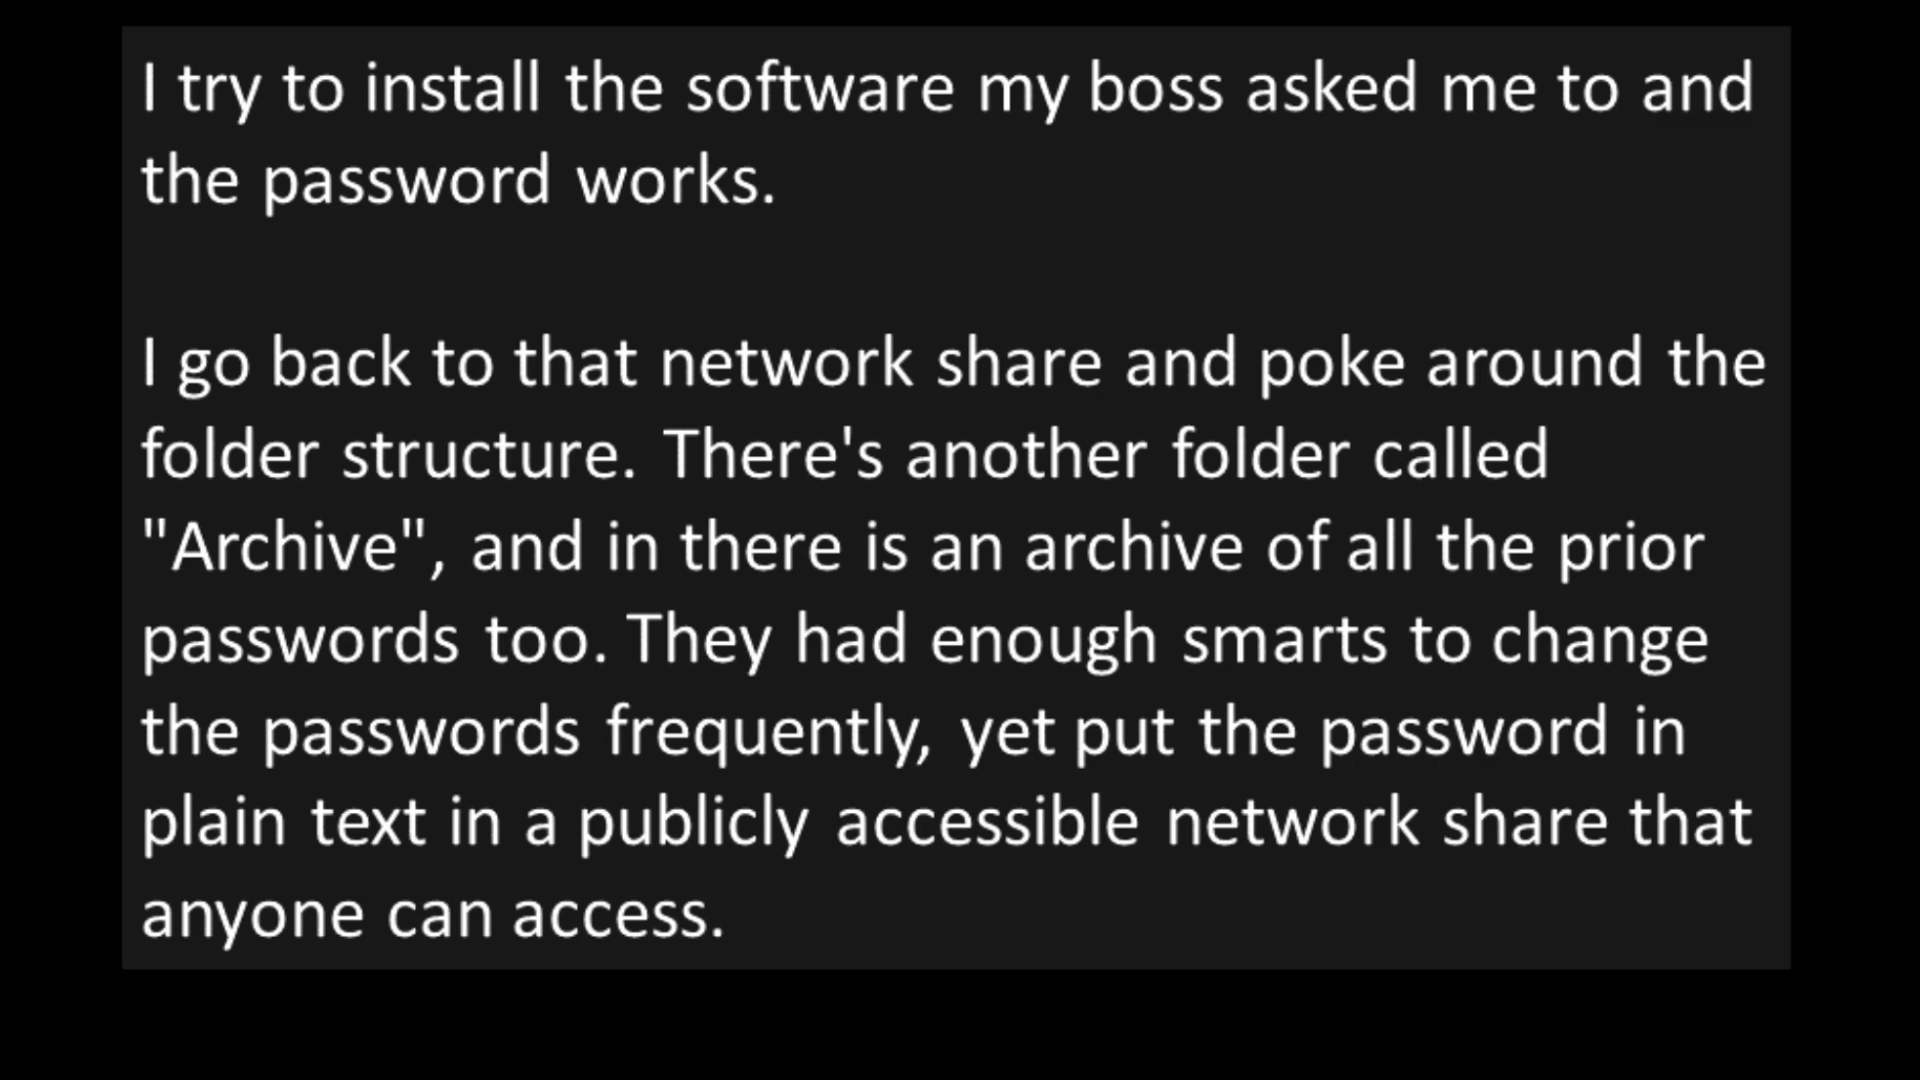 I try to install the software my boss asked me to and
the password works.
I go back to that network share and poke around the
folder structure. There's another folder called
"Archive", and in there is an archive of all the prior
passwords too. They had enough smarts to change
the passwords frequently, yet put the password in
plain text in a publicly accessible network share that
anyone can access.